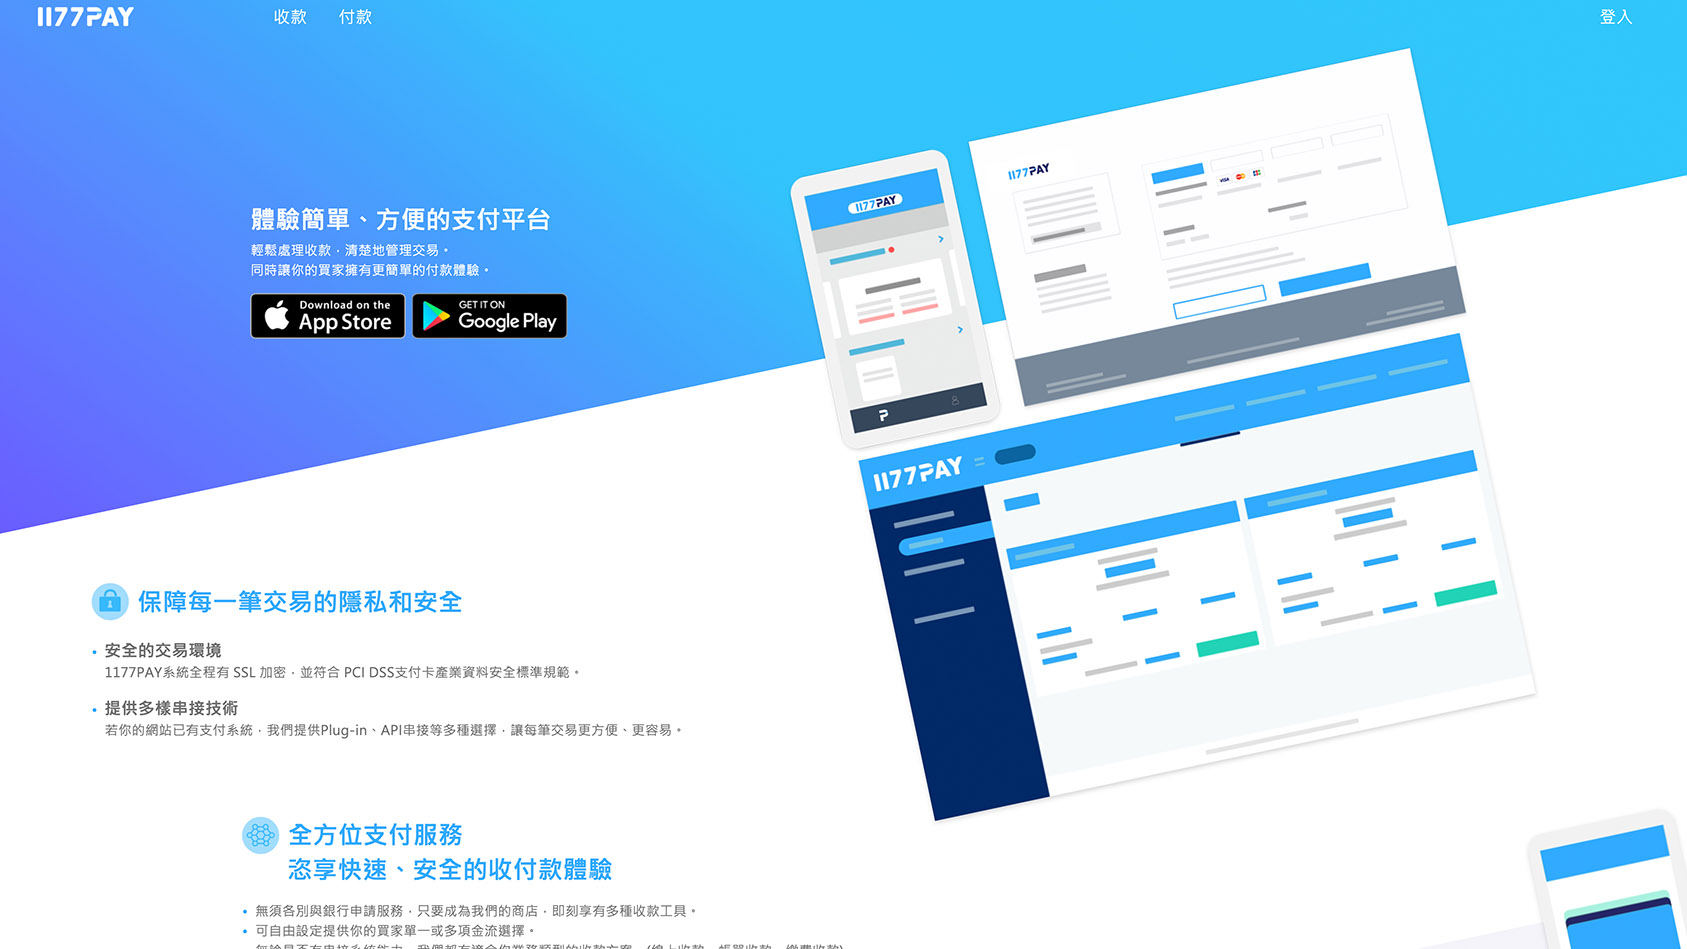 1177PAY
收款 付款
登入
體驗簡單、方便的支付平台
輕鬆處理收款，清楚地管理交易。
同時讓你的買家擁有更簡單的付款體驗。
Download on the
App Store
GET IT ON
Google Play
1177PAY
1177PAY
VISA
1177PAY
保障每一筆交易的隱私和安全
安全的交易環境
1177PAY系統全程有 SSL 加密，並符合 PCI DSS支付卡產業資料安全標準規範。
提供多樣串接技術
若你的網站已有支付系統，我們提供Plug-in、API串接等多種選擇，讓每筆交易更方便、更容易。
全方位支付服務
恣享快速、安全的收付款體驗
無須各別與銀行申請服務，只要成為我們的商店，即刻享有多種收款工具。
可自由設定提供你的買家單一或多項金流選擇。